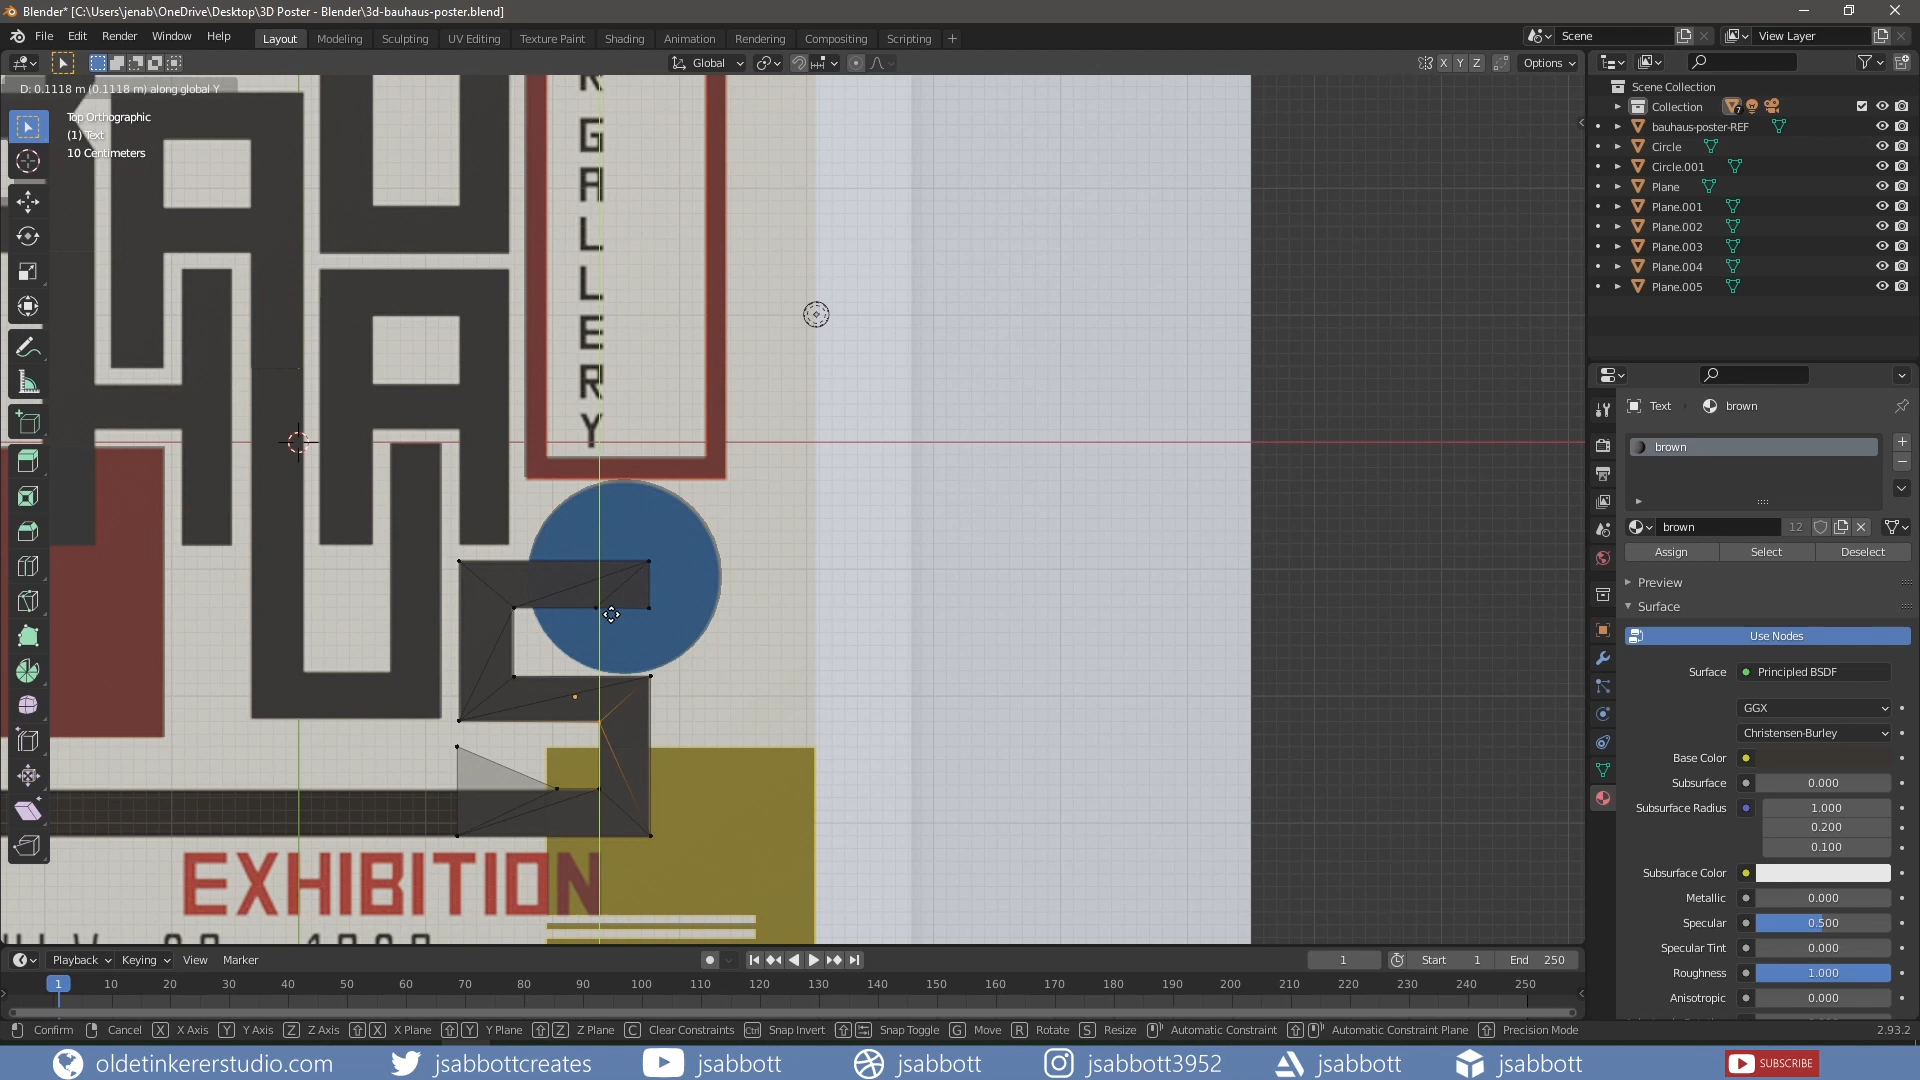 Blender* [C:\Users\jenab\OneDrive\Desktop\3D Poster - Blender\3d-bauhaus-poster.blend]
File Edit Render Window Help Layout Modeling Sculpting UV Editing Texture Paint Shading Animation Rendering Compositing Scripting + Scene View Layer
Global X Y Z Options
D: 0.1118 m (0.1118 m) along global Y
Top Orthographic
(1) Text
10 Centimeters
R
G
A
L
L
E
R
Y
EXHIBITION
Scene Collection
Collection 7
bauhaus-poster-REF
Circle
Circle.001
Plane
Plane.001
Plane.002
Plane.003
Plane.004
Plane.005
Text brown
brown
brown 12
Assign Select Deselect
Preview
Surface
Use Nodes
Surface Principled BSDF
GGX
Christensen-Burley
Base Color
Subsurface 0.000
Subsurface Radius 1.000
0.200
0.100
Subsurface Color
Metallic 0.000
Specular 0.500
Specular Tint 0.000
Roughness 1.000
Anisotropic 0.000
Playback Keying View Marker 1 Start 1 End 250
1 10 20 30 40 50 60 70 80 90 100 110 120 130 140 150 160 170 180 190 200 210 220 230 240 250
Confirm Cancel X X Axis Y Y Axis Z Z Axis X X Plane Y Y Plane Z Z Plane C Clear Constraints Ctrl Snap Invert Snap Toggle G Move R Rotate S Resize Automatic Constraint Automatic Constraint Plane Precision Mode 2.93.2
oldetinkererstudio.com jsabbottcreates jsabbott jsabbott jsabbott3952 jsabbott jsabbott SUBSCRIBE